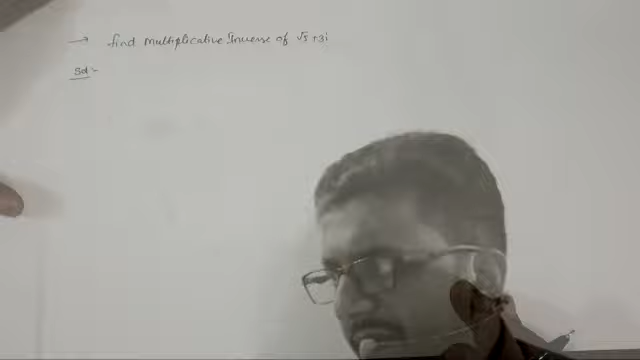 → find multiplicative Inverse of √5 +3i
Sol:-